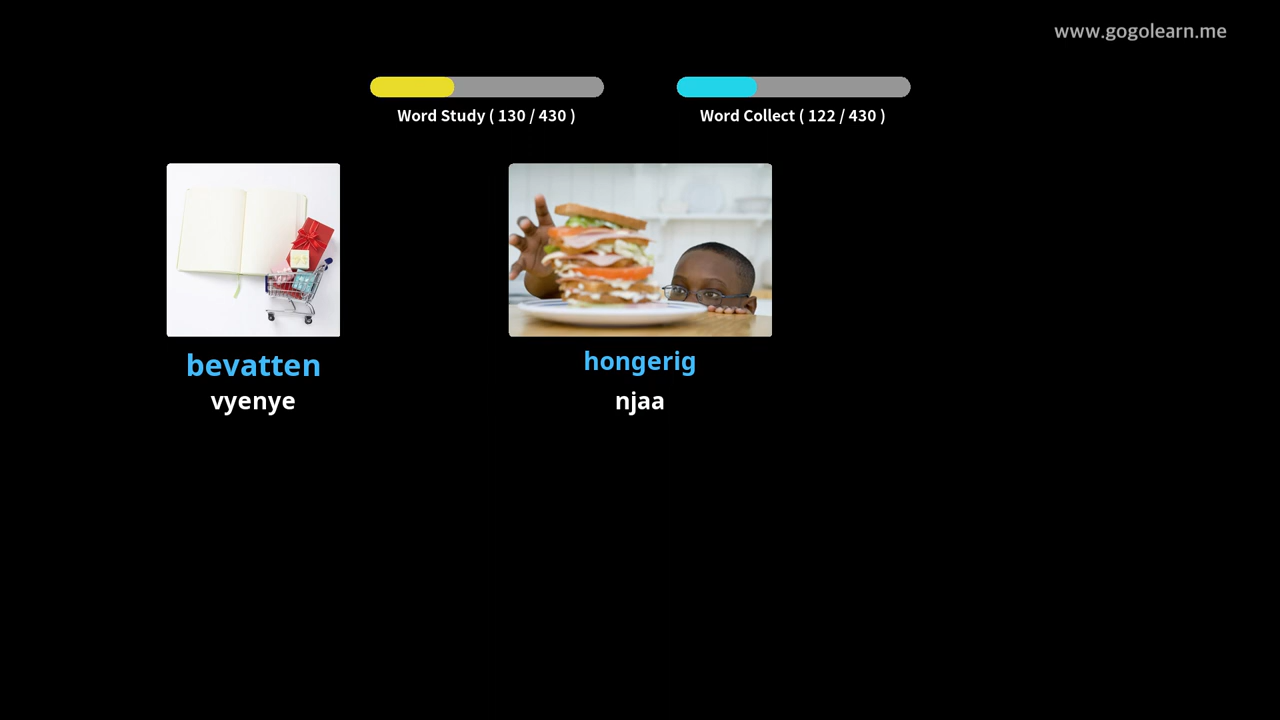 www.gogolearn.me
Word Study ( 130 / 430 )
Word Collect ( 122 / 430 )
bevatten
vyenye
hongerig
njaa